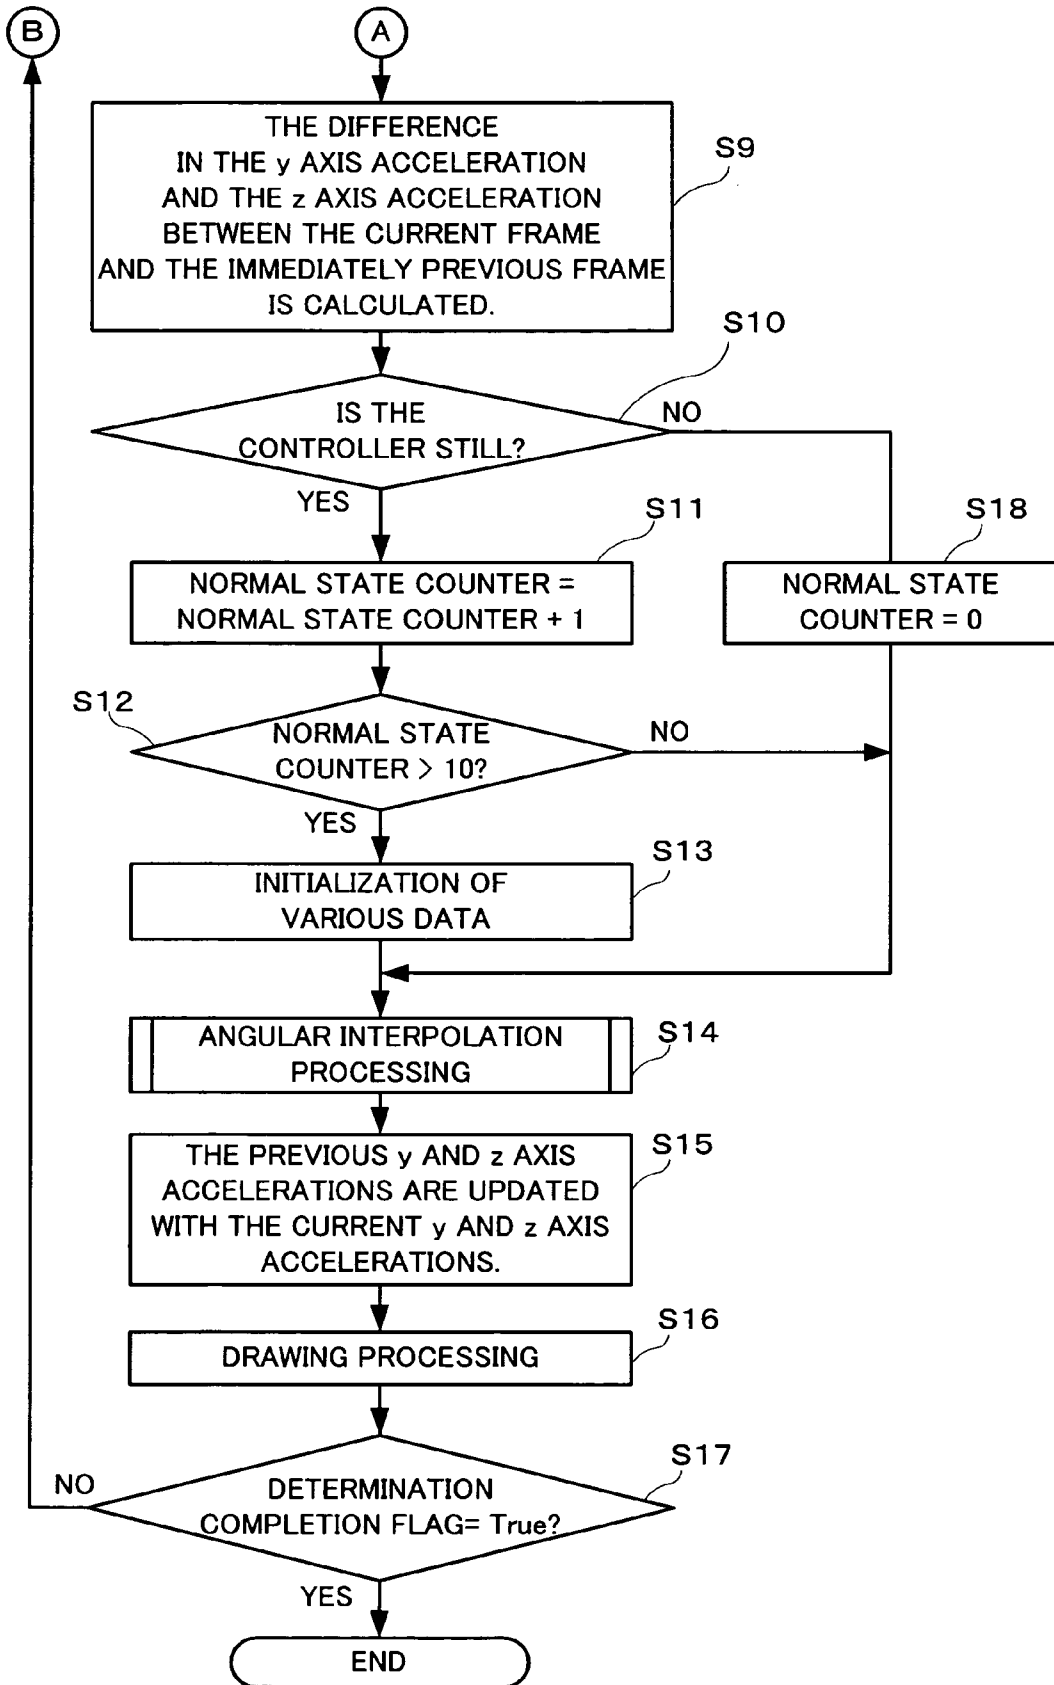 B
A
THE DIFFERENCE
IN THE y AXIS ACCELERATION
AND THE z AXIS ACCELERATION
BETWEEN THE CURRENT FRAME
AND THE IMMEDIATELY PREVIOUS FRAME
IS CALCULATED.
S9
S10
IS THE
CONTROLLER STILL?
NO
YES
S11
S18
NORMAL STATE COUNTER =
NORMAL STATE COUNTER + 1
NORMAL STATE
COUNTER = 0
S12
NORMAL STATE
COUNTER > 10?
NO
YES
S13
INITIALIZATION OF
VARIOUS DATA
ANGULAR INTERPOLATION
PROCESSING
S14
S15
THE PREVIOUS y AND z AXIS
ACCELERATIONS ARE UPDATED
WITH THE CURRENT y AND z AXIS
ACCELERATIONS.
S16
DRAWING PROCESSING
S17
NO
DETERMINATION
COMPLETION FLAG= True?
YES
END